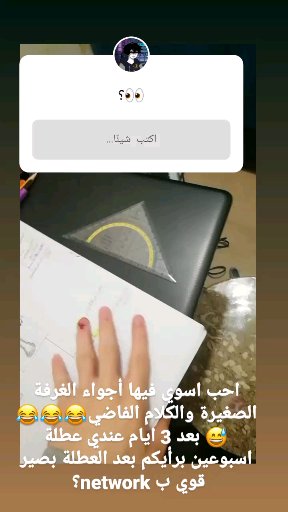 👀؟
اكتب شيئًا...
احب اسوي فيها أجواء الغرفة
الصغيرة والكلام الفاضي😂😂😂
😅 بعد 3 ايام عندي عطلة
اسبوعين برأيكم بعد العطلة بصير
قوي ب network؟